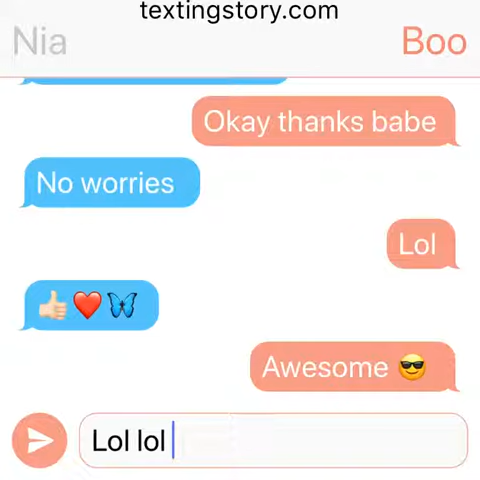 textingstory.com
Nia Boo
Okay thanks babe
No worries
Lol
👍🏻❤️🦋
Awesome 😎
Lol lol